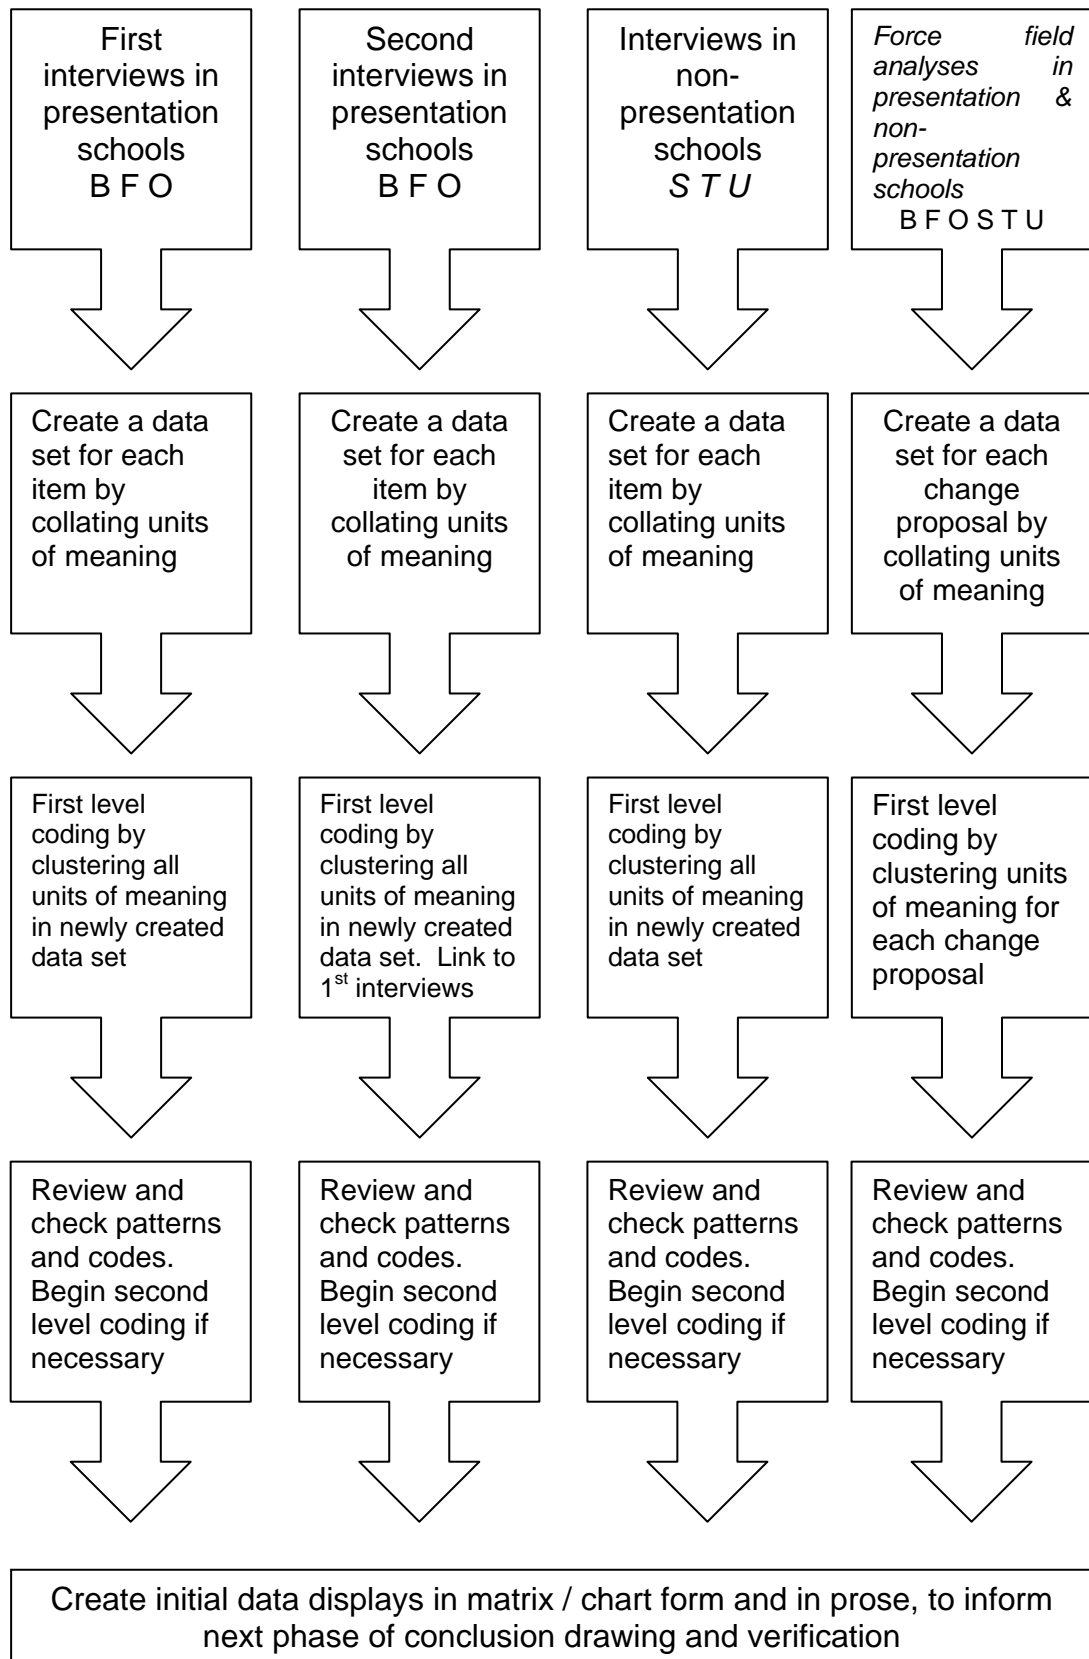 First
interviews in
presentation
schools
B F O
Second
interviews in
presentation
schools
B F O
Interviews in
non-
presentation
schools
S T U
Force field
analyses in
presentation &
non-
presentation
schools
B F O S T U
Create a data
set for each
item by
collating units
of meaning
Create a data
set for each
item by
collating units
of meaning
Create a data
set for each
item by
collating units
of meaning
Create a data
set for each
change
proposal by
collating units
of meaning
First level
coding by
clustering all
units of meaning
in newly created
data set
First level
coding by
clustering all
units of meaning
in newly created
data set.  Link to
1st interviews
First level
coding by
clustering all
units of meaning
in newly created
data set
First level
coding by
clustering units
of meaning for
each change
proposal
Review and
check patterns
and codes.
Begin second
level coding if
necessary
Review and
check patterns
and codes.
Begin second
level coding if
necessary
Review and
check patterns
and codes.
Begin second
level coding if
necessary
Review and
check patterns
and codes.
Begin second
level coding if
necessary
Create initial data displays in matrix / chart form and in prose, to inform
next phase of conclusion drawing and verification